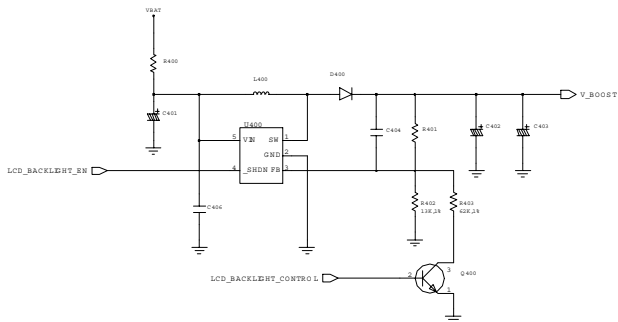 VBAT
R400
L400
D400
C401
V_BOOST
U400
C404
R401
C402
C403
5 VIN SW 1
GND 2
LCD_BACKLIGHT_EN
4 _SHDN FB 3
R402
13K,1%
R403
62K,1%
C406
LCD_BACKLIGHT_CONTROL
2
3
Q400
1